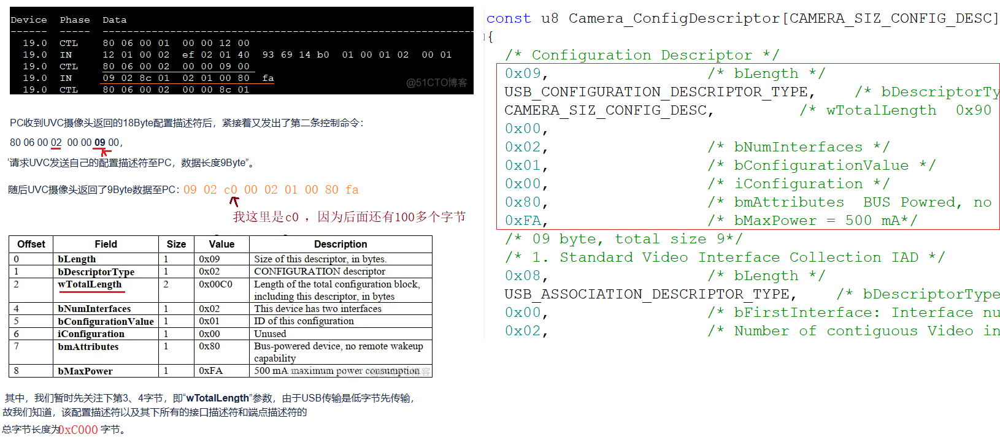 Device Phase Data
------ ----- --------------------------------------------------------
19.0 CTL 80 06 00 01 00 00 12 00
19.0 IN 12 01 00 02 ef 02 01 40 93 69 14 b0 01 00 01 02 00 01
19.0 CTL 80 06 00 02 00 00 09 00
19.0 IN 09 02 8c 01 02 01 00 80 fa
19.0 CTL 80 06 00 02 00 00 8c 01
@51CTO博客
PC收到UVC摄像头返回的18Byte配置描述符后，紧接着又发出了第二条控制命令：
80 06 00 02 00 00 09 00，
“请求UVC发送自己的配置描述符至PC，数据长度9Byte”。
随后UVC摄像头返回了9Byte数据至PC：09 02 c0 00 02 01 00 80 fa
我这里是c0 ，因为后面还有100多个字节
Offset Field Size Value Description
0 bLength 1 0x09 Size of this descriptor, in bytes.
1 bDescriptorType 1 0x02 CONFIGURATION descriptor
2 wTotalLength 2 0x00C0 Length of the total configuration block,
including this descriptor, in bytes
4 bNumInterfaces 1 0x02 This device has two interfaces
5 bConfigurationValue 1 0x01 ID of this configuration
6 iConfiguration 1 0x00 Unused
7 bmAttributes 1 0x80 Bus-powered device, no remote wakeup
capability
8 bMaxPower 1 0xFA 500 mA maximum power consumption
其中，我们暂时先关注下第3、4字节，即“wTotalLength”参数，由于USB传输是低字节先传输，
故我们知道，该配置描述符以及其下所有的接口描述符和端点描述符的
总字节长度为0xC000 字节。
const u8 Camera_ConfigDescriptor[CAMERA_SIZ_CONFIG_DESC]
{
/* Configuration Descriptor */
0x09, /* bLength */
USB_CONFIGURATION_DESCRIPTOR_TYPE, /* bDescriptorTy
CAMERA_SIZ_CONFIG_DESC, /* wTotalLength 0x90
0x00,
0x02, /* bNumInterfaces */
0x01, /* bConfigurationValue */
0x00, /* iConfiguration */
0x80, /* bmAttributes BUS Powred, no
0xFA, /* bMaxPower = 500 mA*/
/* 09 byte, total size 9*/
/* 1. Standard Video Interface Collection IAD */
0x08, /* bLength */
USB_ASSOCIATION_DESCRIPTOR_TYPE, /* bDescriptorType
0x00, /* bFirstInterface: Interface nu
0x02, /* Number of contiguous Video in